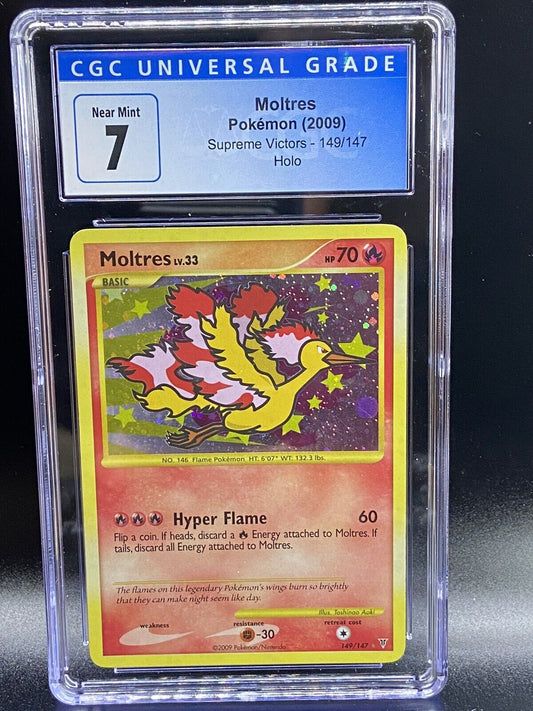 CGC UNIVERSAL GRADE
Near Mint
7
Moltres
Pokémon (2009)
Supreme Victors - 149/147
Holo
Moltres LV.33
HP 70
BASIC
NO. 146 Flame Pokémon. HT: 6'07" WT: 132.3 lbs.
Hyper Flame 60
Flip a coin. If heads, discard a Energy attached to Moltres. If
tails, discard all Energy attached to Moltres.
The flames on this legendary Pokémon's wings burn so brightly
that they can make night seem like day.
Illus. Toshinao Aoki
weakness resistance retreat cost
-30
©2009 Pokémon/Nintendo 149/147